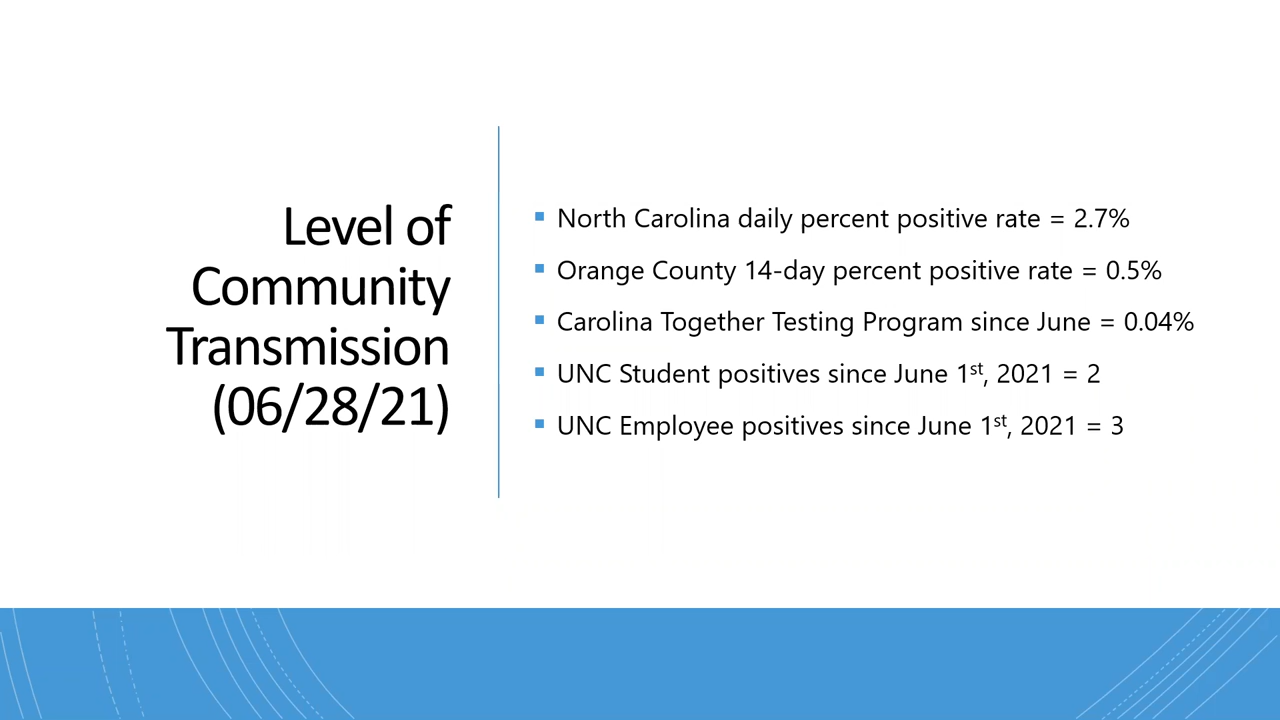 Level of
Community
Transmission
(06/28/21)
North Carolina daily percent positive rate = 2.7%
Orange County 14-day percent positive rate = 0.5%
Carolina Together Testing Program since June = 0.04%
UNC Student positives since June 1st, 2021 = 2
UNC Employee positives since June 1st, 2021 = 3